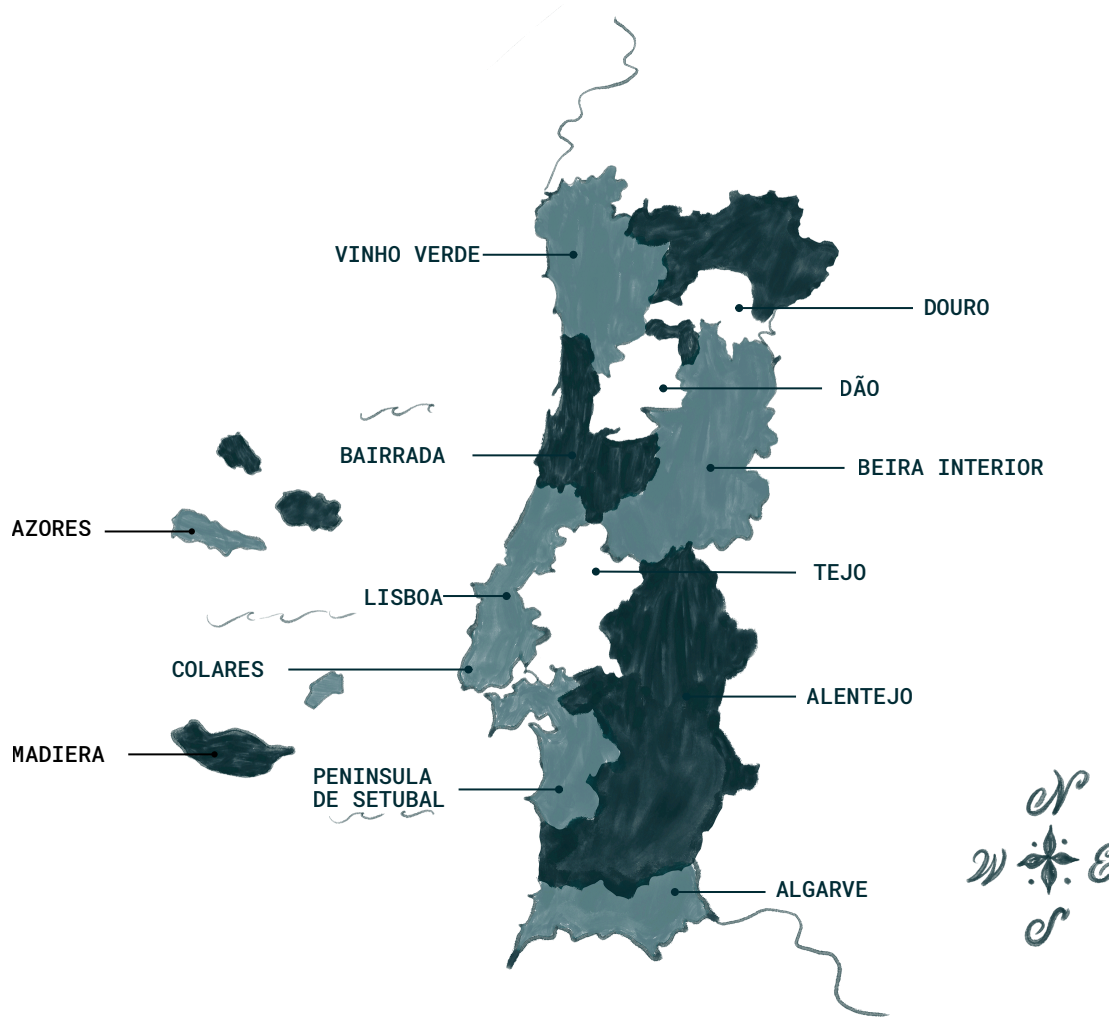 VINHO VERDE
DOURO
DÃO
BAIRRADA
BEIRA INTERIOR
AZORES
TEJO
LISBOA
COLARES
ALENTEJO
MADIERA
PENINSULA
DE SETUBAL
N
W E
S
ALGARVE